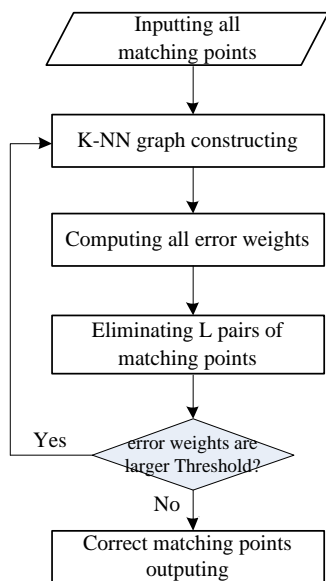 Inputting all
matching points
K-NN graph constructing
Computing all error weights
Eliminating L pairs of
matching points
Yes
error weights are
larger Threshold?
No
Correct matching points
outputing